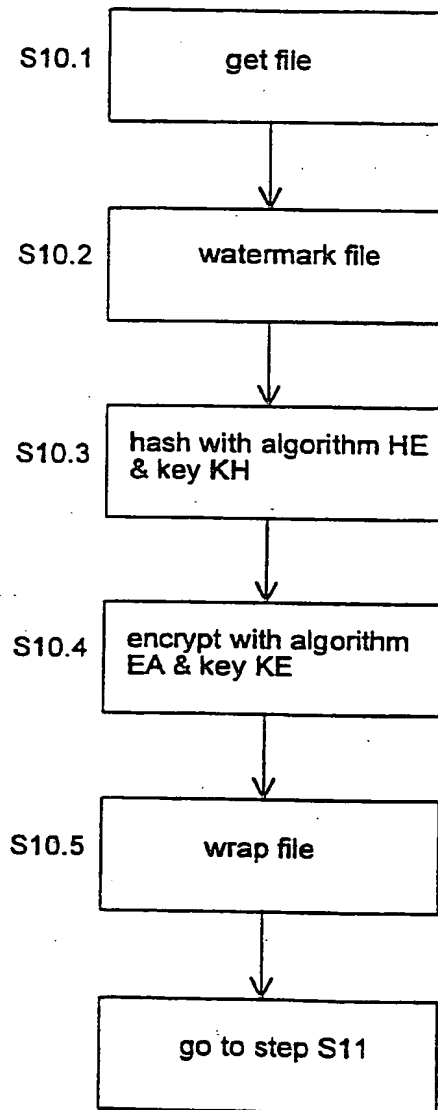 S10.1
get file
S10.2
watermark file
S10.3
hash with algorithm HE
& key KH
S10.4
encrypt with algorithm
EA & key KE
S10.5
wrap file
go to step S11